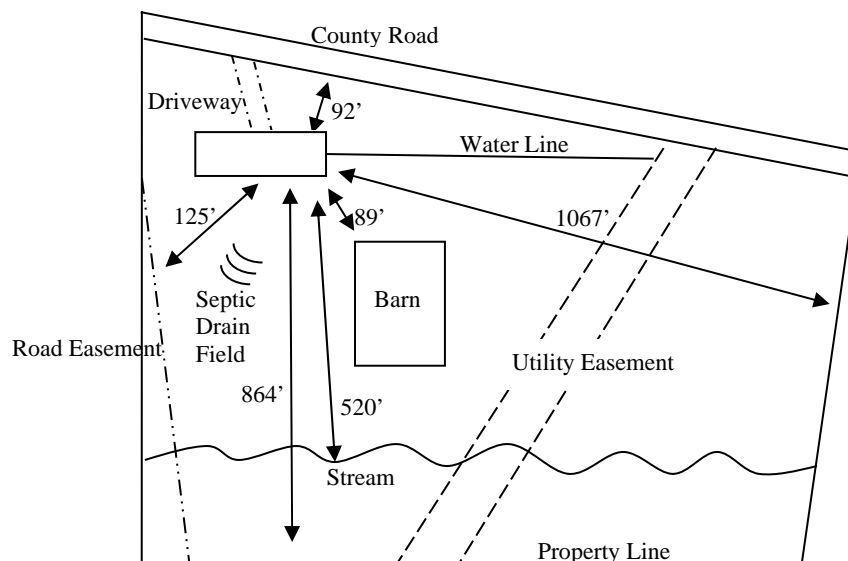 County Road
Driveway
92’
Water Line
125’
89’
1067’
Septic
Drain
Field
Barn
Road Easement
Utility Easement
864’
520’
Stream
Property Line